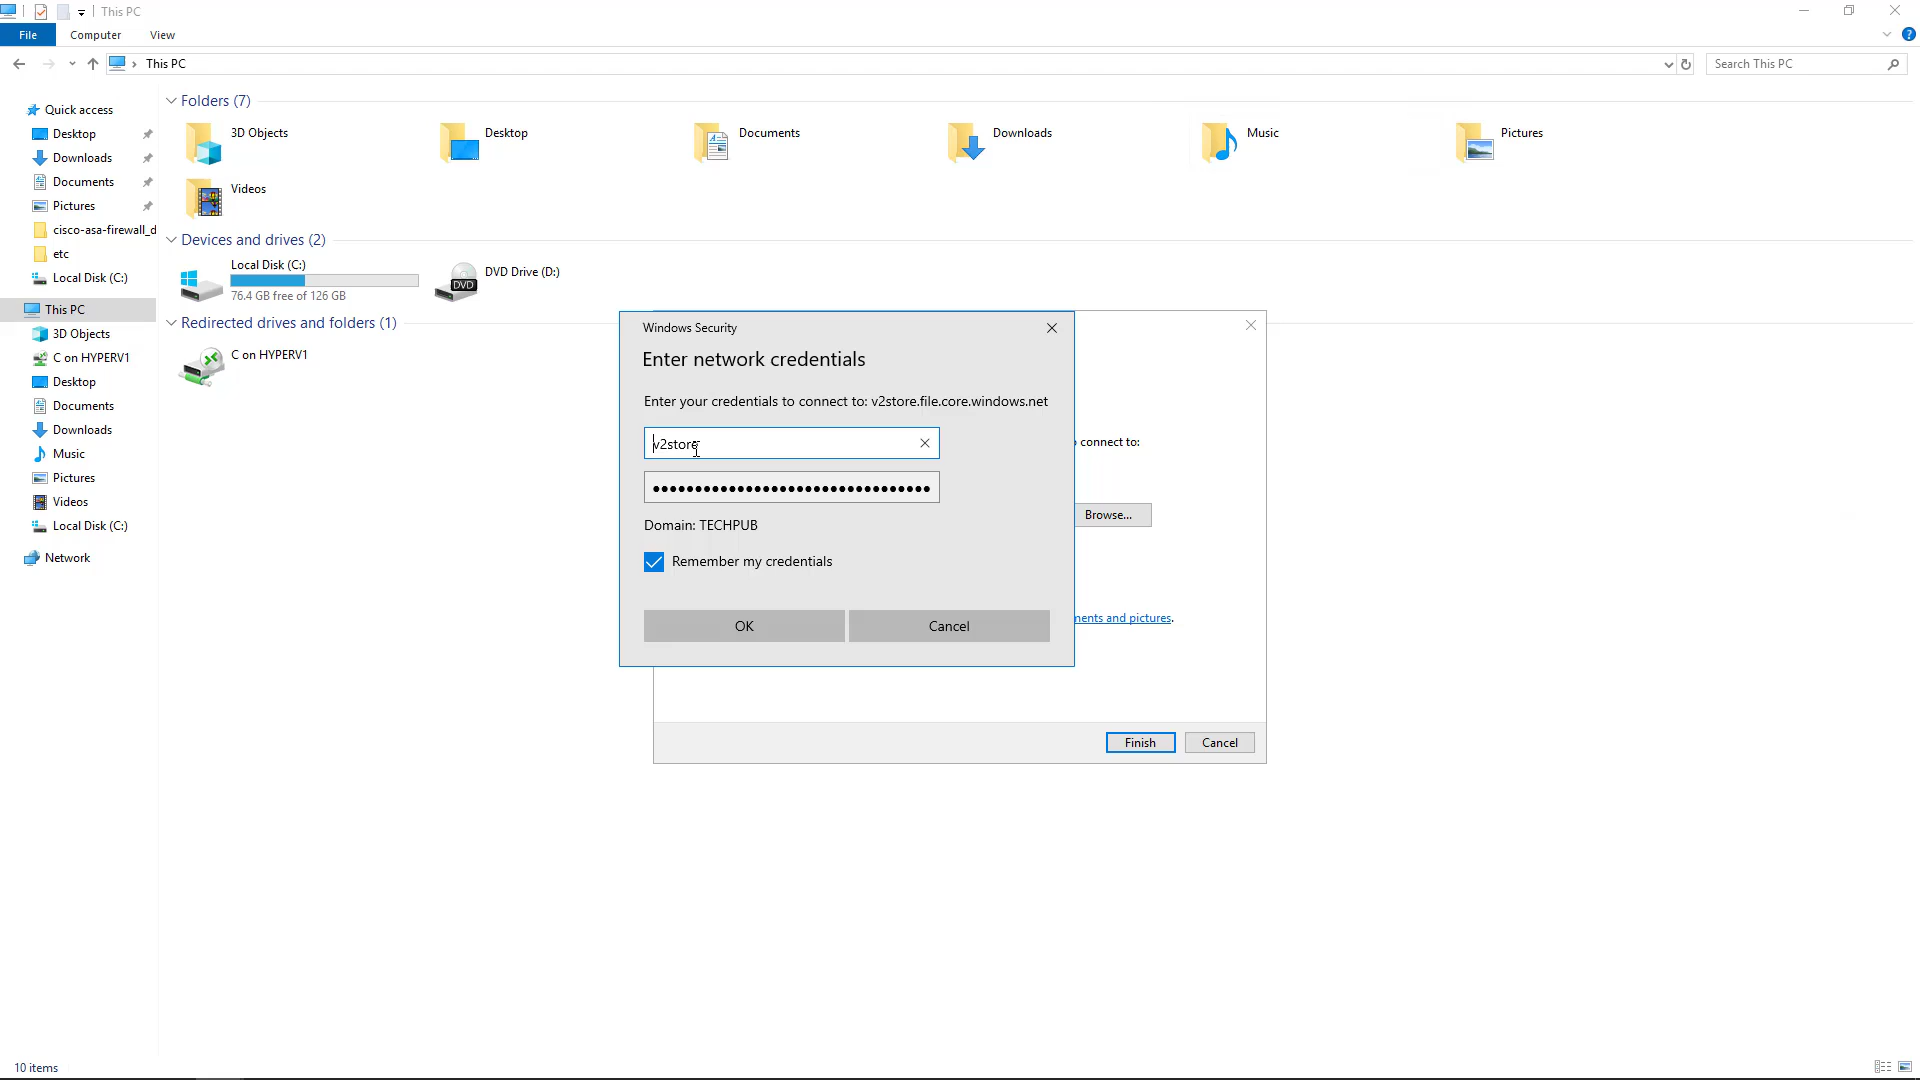 This PC
File
Computer
View
This PC
Search This PC
Quick access
Desktop
Downloads
Documents
Pictures
cisco-asa-firewall_d
etc
Local Disk (C:)
This PC
3D Objects
C on HYPERV1
Desktop
Documents
Downloads
Music
Pictures
Videos
Local Disk (C:)
Network
Folders (7)
3D Objects
Desktop
Documents
Downloads
Music
Pictures
Videos
Devices and drives (2)
Local Disk (C:)
76.4 GB free of 126 GB
DVD Drive (D:)
DVD
Redirected drives and folders (1)
C on HYPERV1
Windows Security
Enter network credentials
Enter your credentials to connect to: v2store.file.core.windows.net
v2store
●●●●●●●●●●●●●●●●●●●●●●●●●●●●●●●●●
Domain: TECHPUB
Remember my credentials
OK
Cancel
connect to:
Browse...
ments and pictures.
Finish
Cancel
10 items